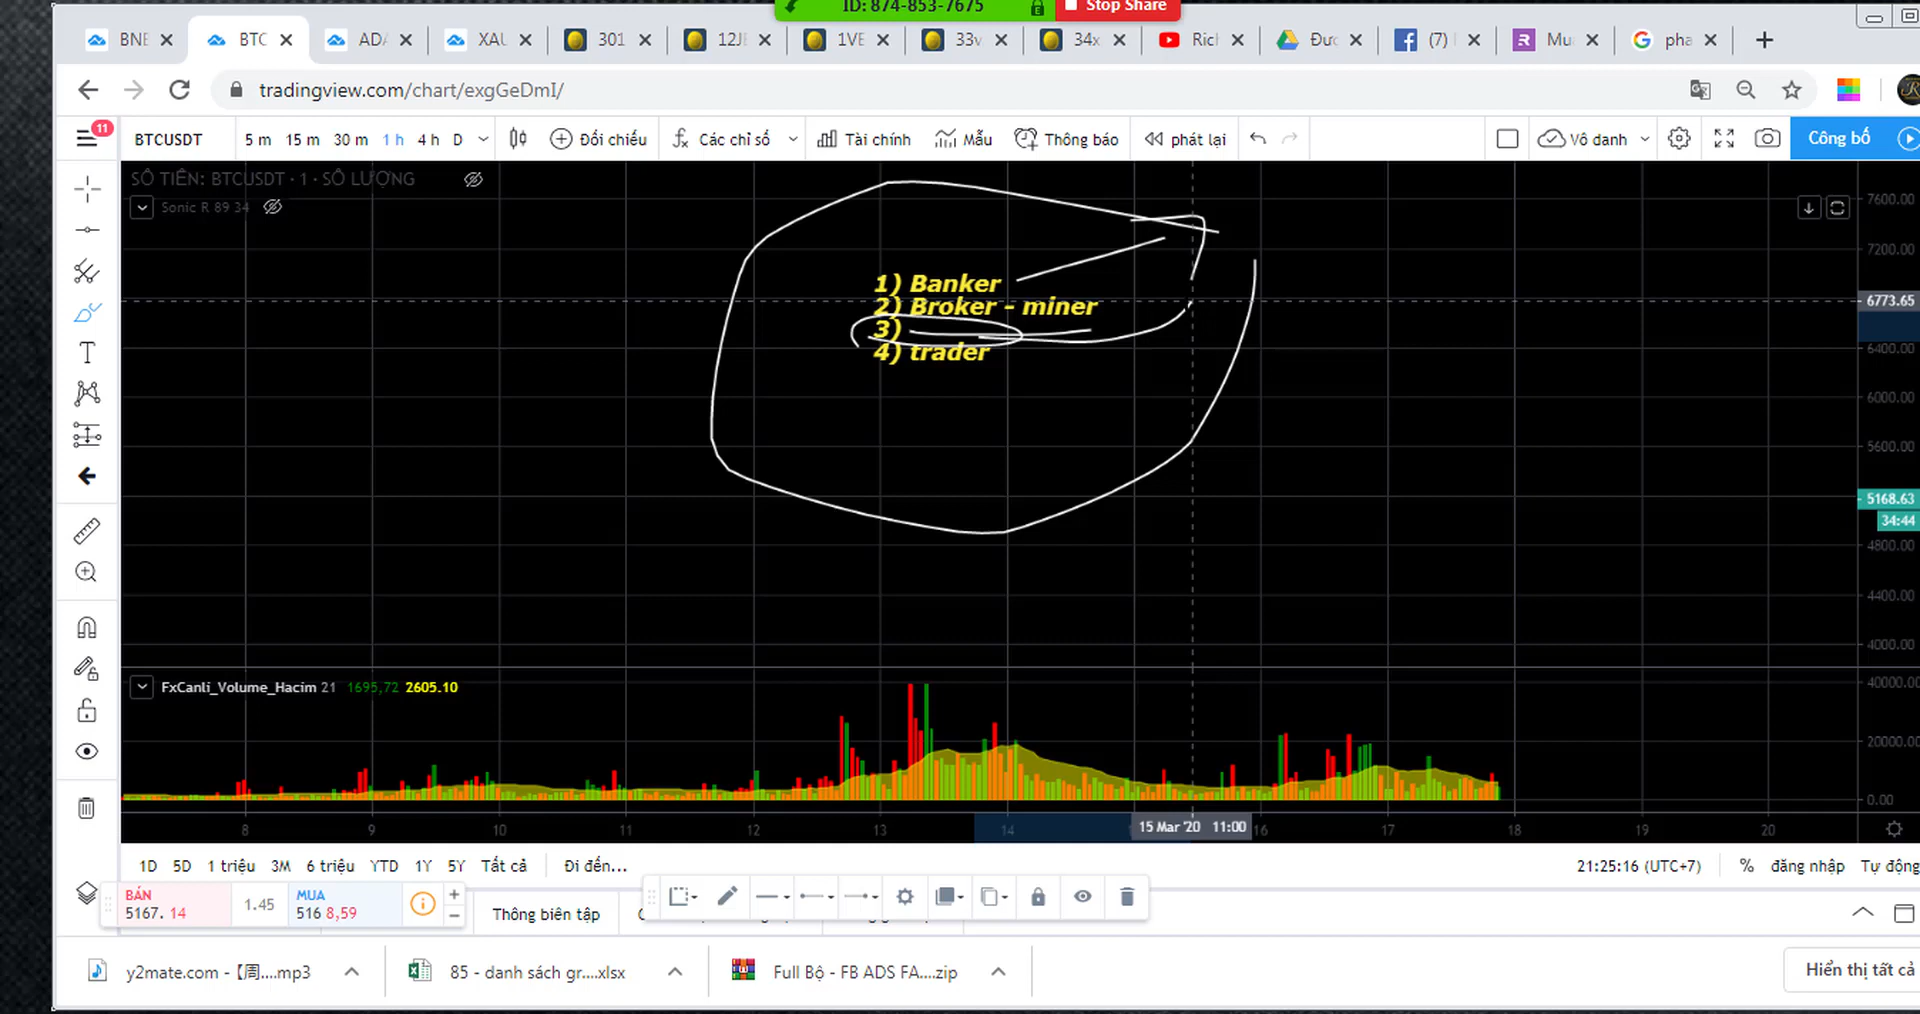 ID: 874-853-7675 Stop Share
BNE BTC ADA XAU 301 12JE 1VE 33v 34x Rich Đươ (7) Mu pha
tradingview.com/chart/exgGeDmI/
11 BTCUSDT 5 m 15 m 30 m 1 h 4 h D Đối chiếu Các chỉ số Tài chính Mẫu Thông báo phát lại Vô danh Công bố
SỐ TIỀN: BTCUSDT · 1 · SỐ LƯỢNG
Sonic R 89 34
7600.00
7200.00
1) Banker
2) Broker - miner
6773.65
3)
6400.00
4) trader
6000.00
5600.00
5168.63
34:44
4800.00
4400.00
4000.00
FxCanli_Volume_Hacim 21 1695,72 2605.10
40000.00
20000.00
0.00
8 9 10 11 12 13 14 15 Mar '20 11:00 16 17 18 19 20
1D 5D 1 triệu 3M 6 triệu YTD 1Y 5Y Tất cả Đi đến... 21:25:16 (UTC+7) % đăng nhập Tự động
BÁN 5167. 14 1.45 MUA 516 8,59
Thông biên tập
y2mate.com - 【周....mp3 85 - danh sách gr....xlsx Full Bộ - FB ADS FA....zip Hiển thị tất cả